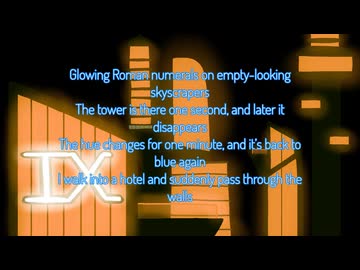 Glowing Roman numerals on empty-looking
skyscrapers
The tower is there one second, and later it
disappears
The hue changes for one minute, and it's back to
blue again
I walk into a hotel and suddenly pass through the
walls
IX